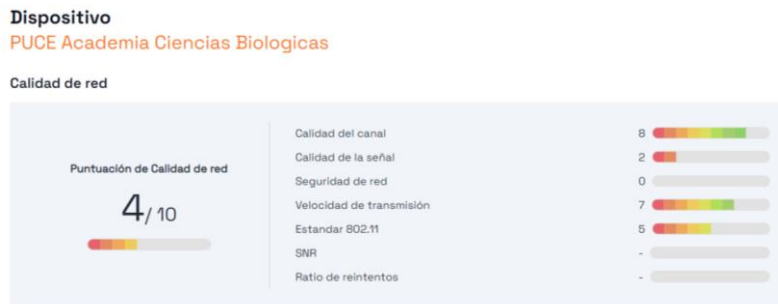 Dispositivo
PUCE Academia Ciencias Biologicas
Calidad de red
Puntuación de Calidad de red
4/ 10
Calidad del canal 8
Calidad de la señal 2
Seguridad de red 0
Velocidad de transmisión 7
Estandar 802.11 5
SNR -
Ratio de reintentos -